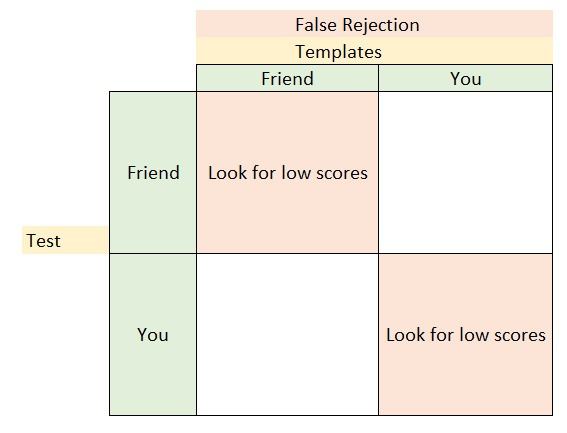 False Rejection
Templates
Friend
You
Friend
Look for low scores
Test
You
Look for low scores